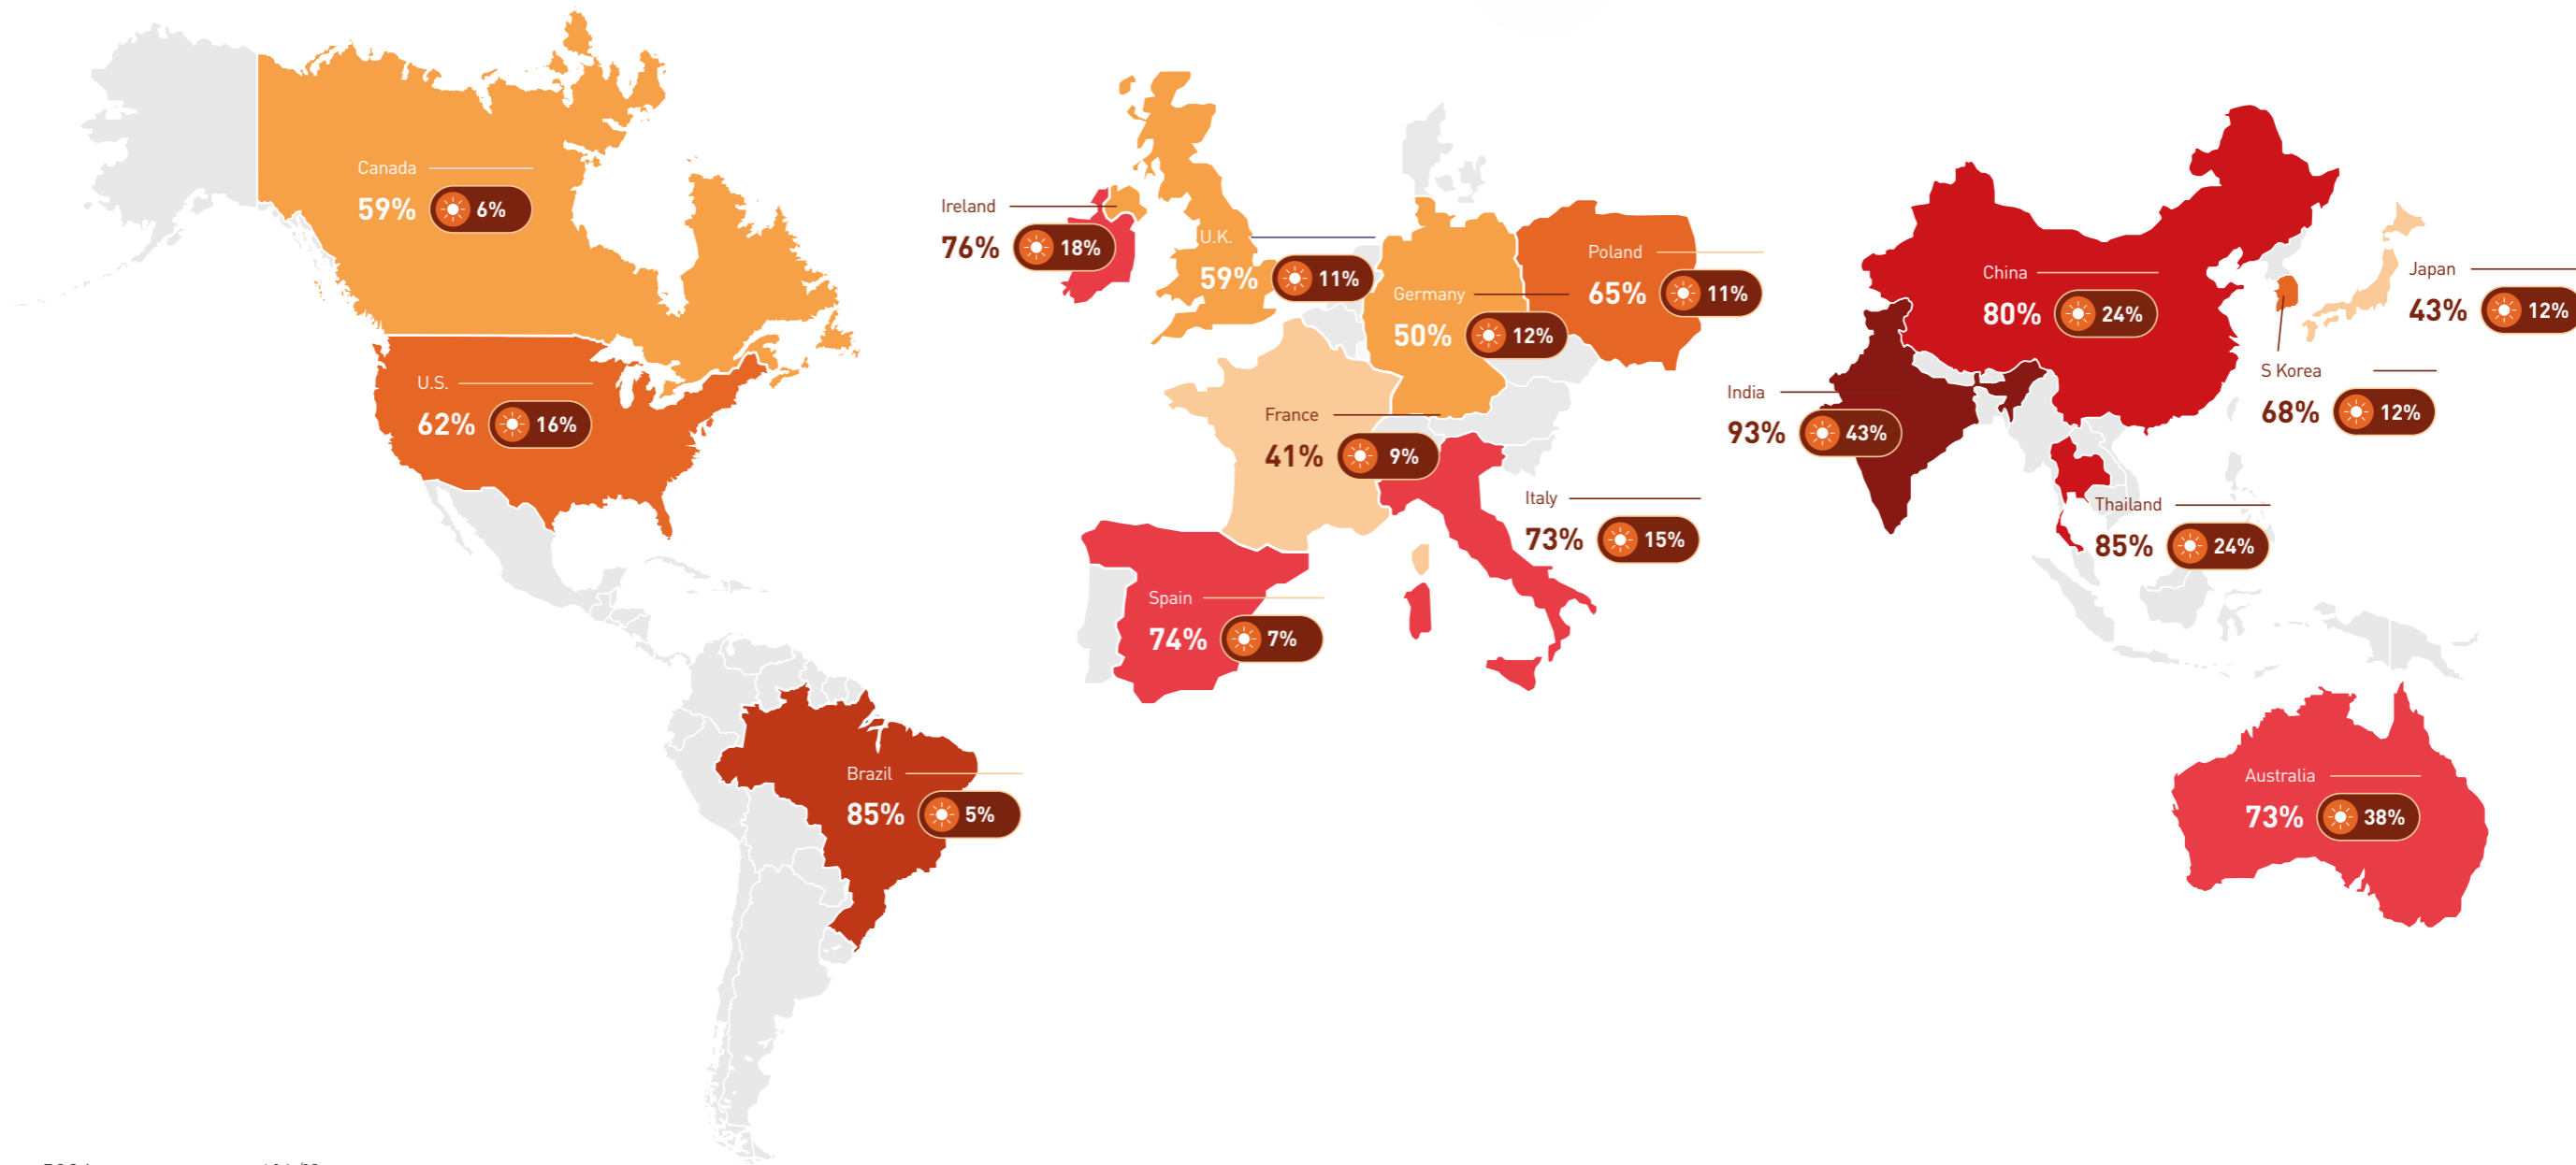 Canada
59% 6%
U.S.
62% 16%
Brazil
85% 5%
Ireland
76% 18%
U.K.
59% 11%
Germany
50% 12%
Poland
65% 11%
France
41% 9%
Italy
73% 15%
Spain
74% 7%
India
93% 43%
China
80% 24%
Japan
43% 12%
S Korea
68% 12%
Thailand
85% 24%
Australia
73% 38%